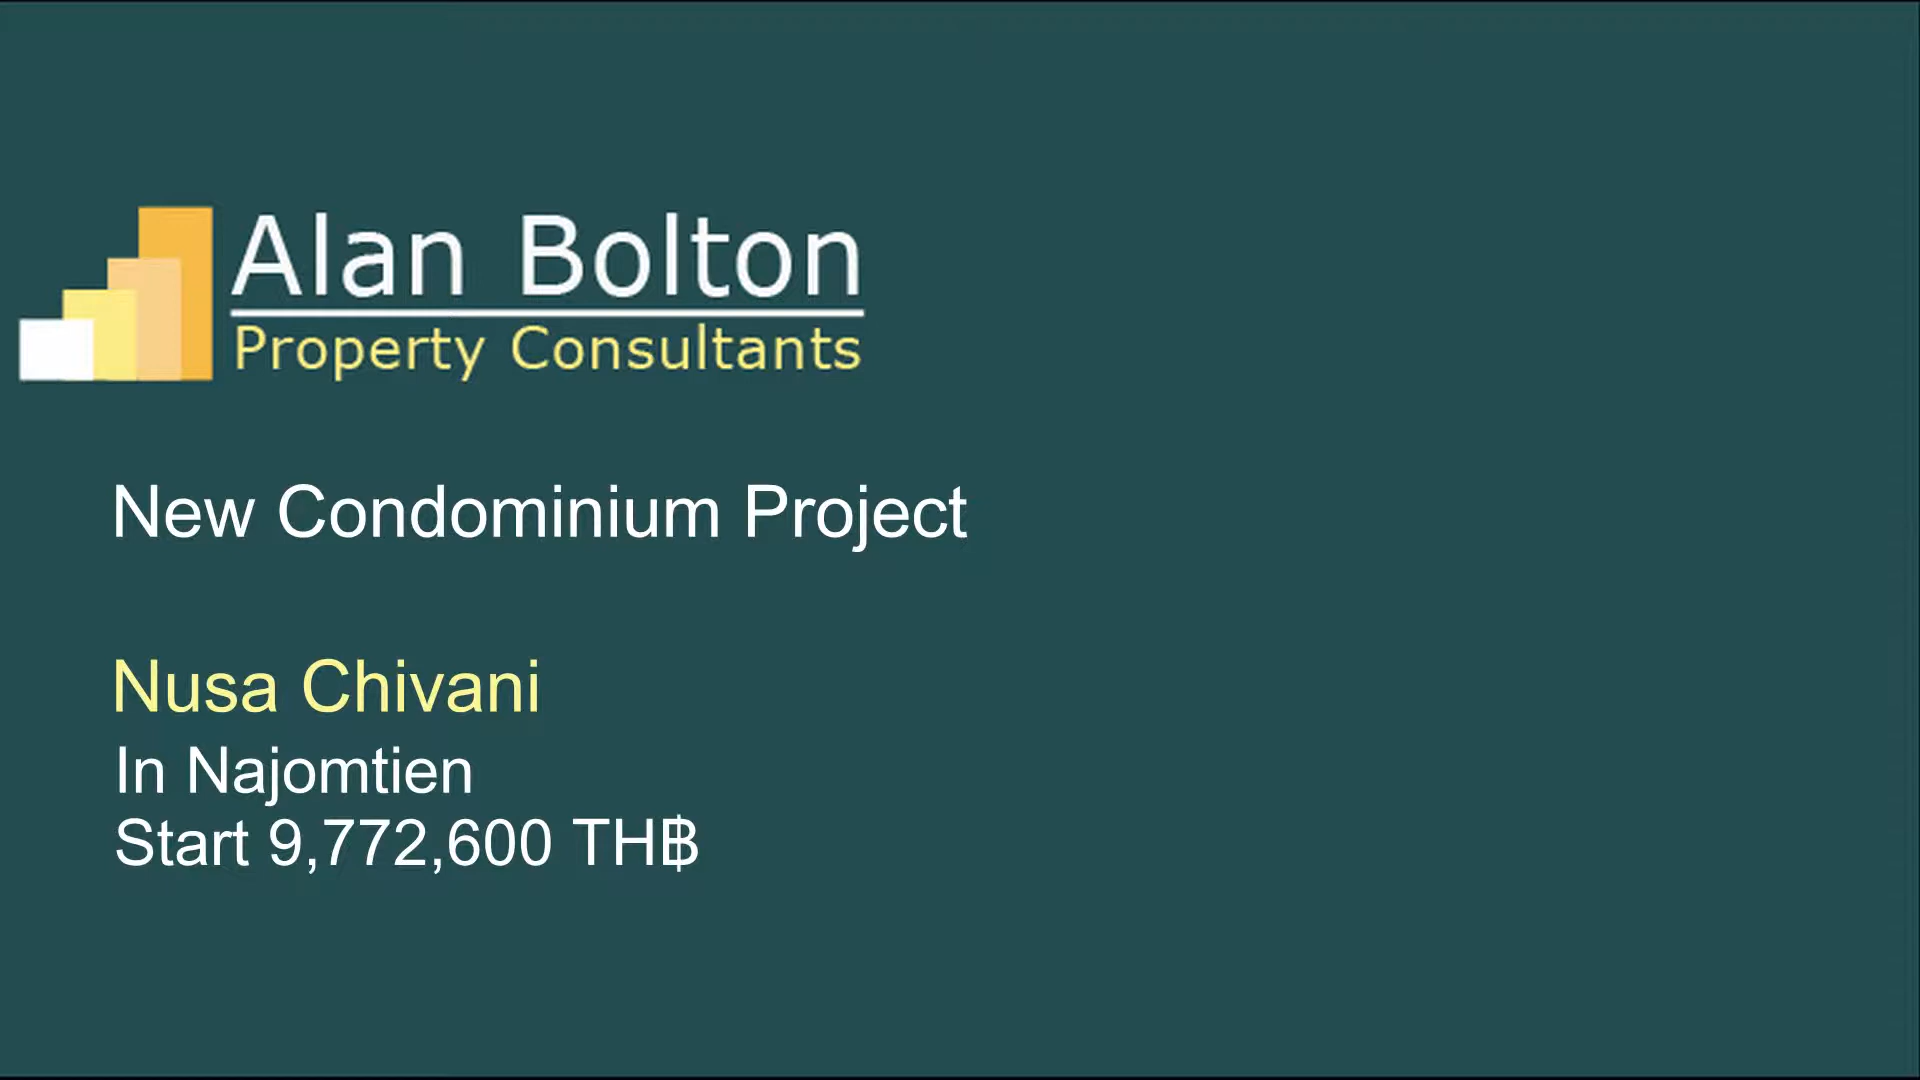 Alan Bolton
Property Consultants
New Condominium Project
Nusa Chivani
In Najomtien
Start 9,772,600 TH฿